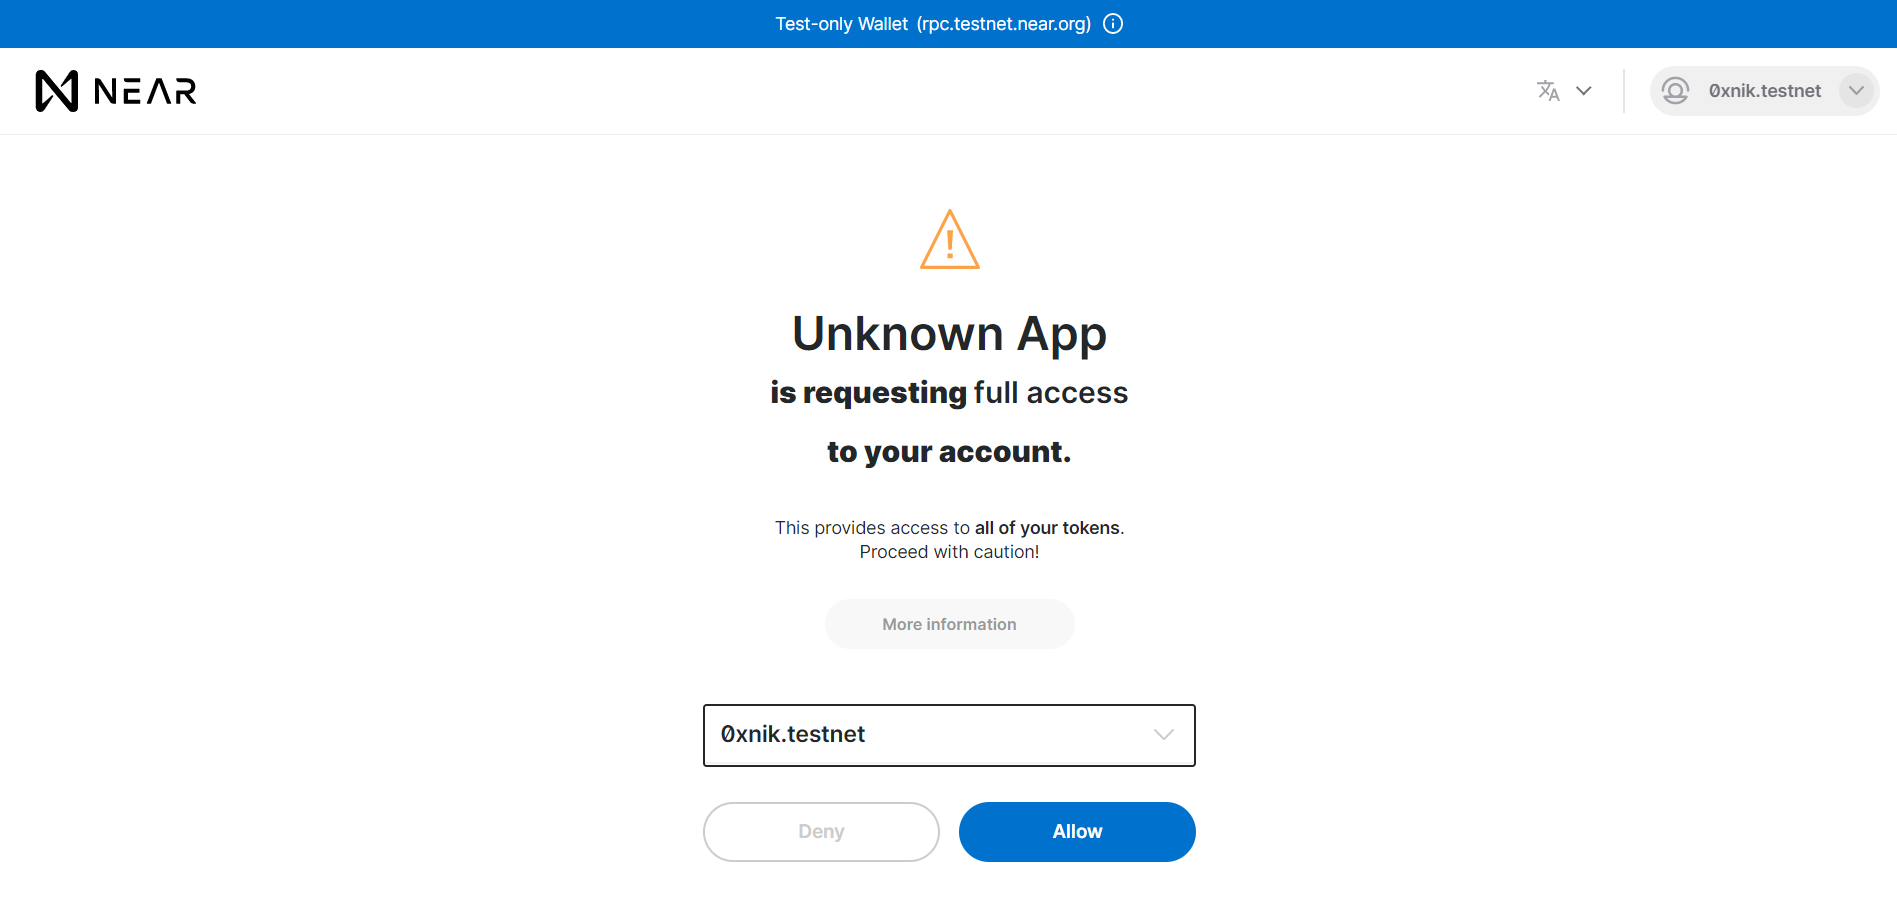 Test-only Wallet (rpc.testnet.near.org)
NEAR
0xnik.testnet
Unknown App
is requesting full access
to your account.
This provides access to all of your tokens.
Proceed with caution!
More information
0xnik.testnet
Deny
Allow